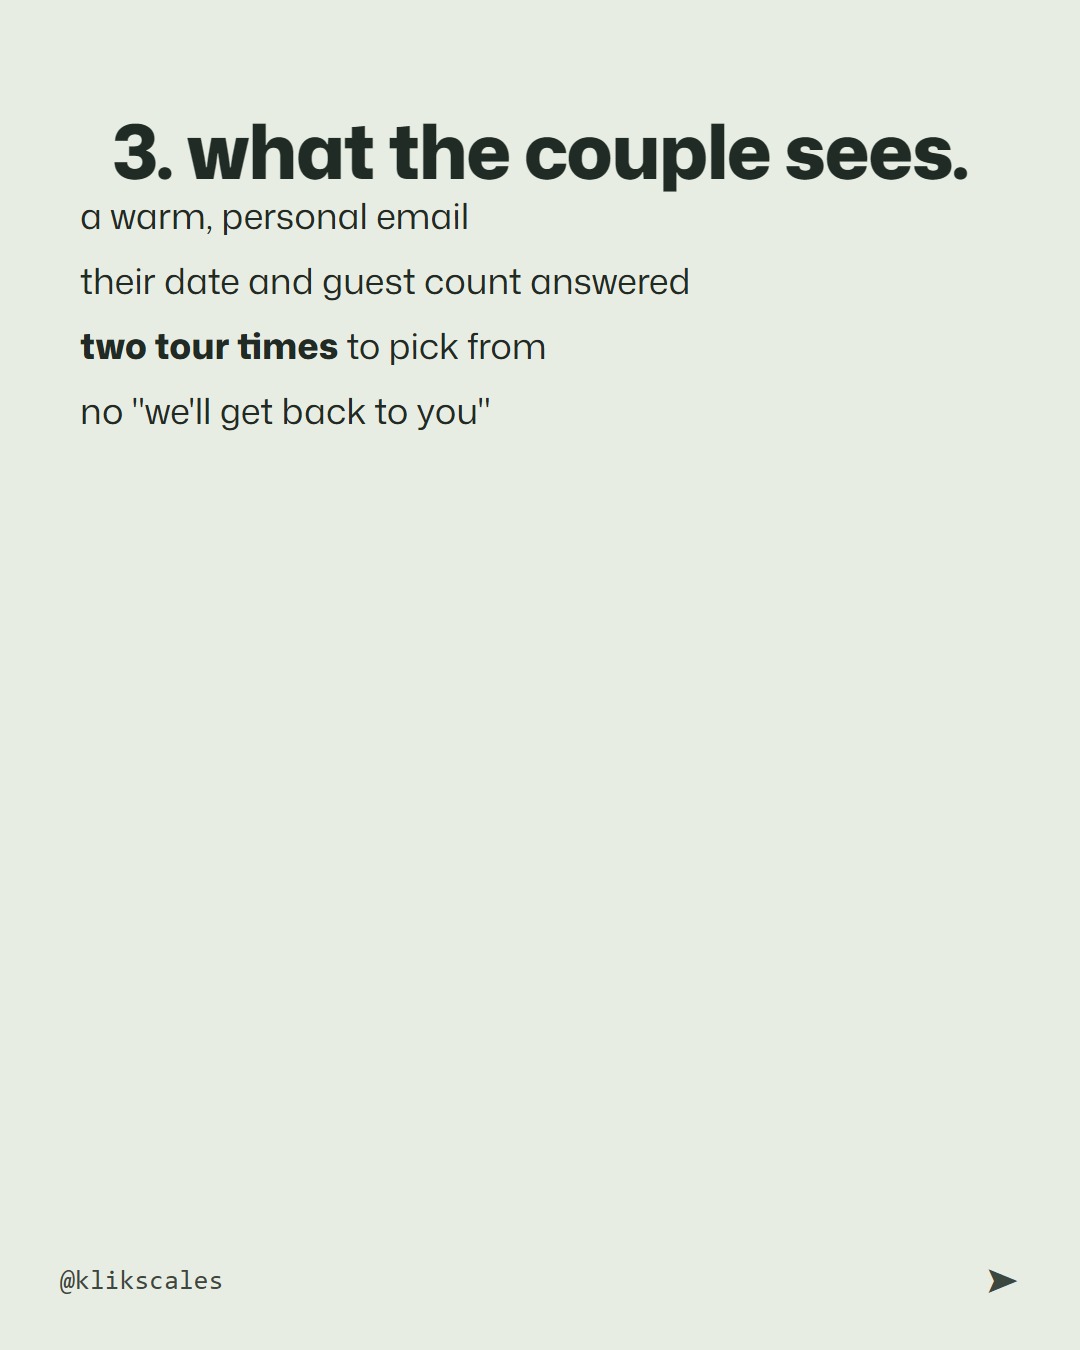 3. what the couple sees.
a warm, personal email
their date and guest count answered
two tour times to pick from
no "we'll get back to you"
@klikscales